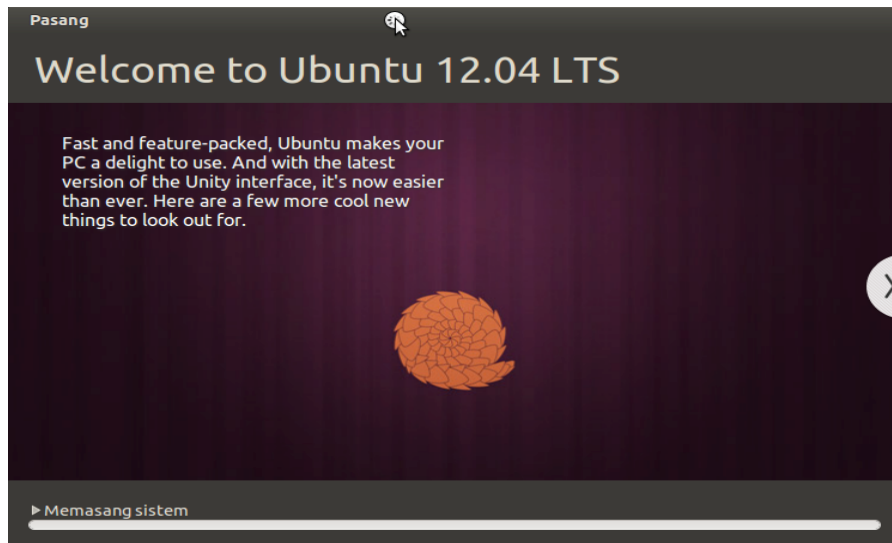 Pasang
Welcome to Ubuntu 12.04 LTS
Fast and feature-packed, Ubuntu makes your
PC a delight to use. And with the latest
version of the Unity interface, it's now easier
than ever. Here are a few more cool new
things to look out for.
Memasang sistem